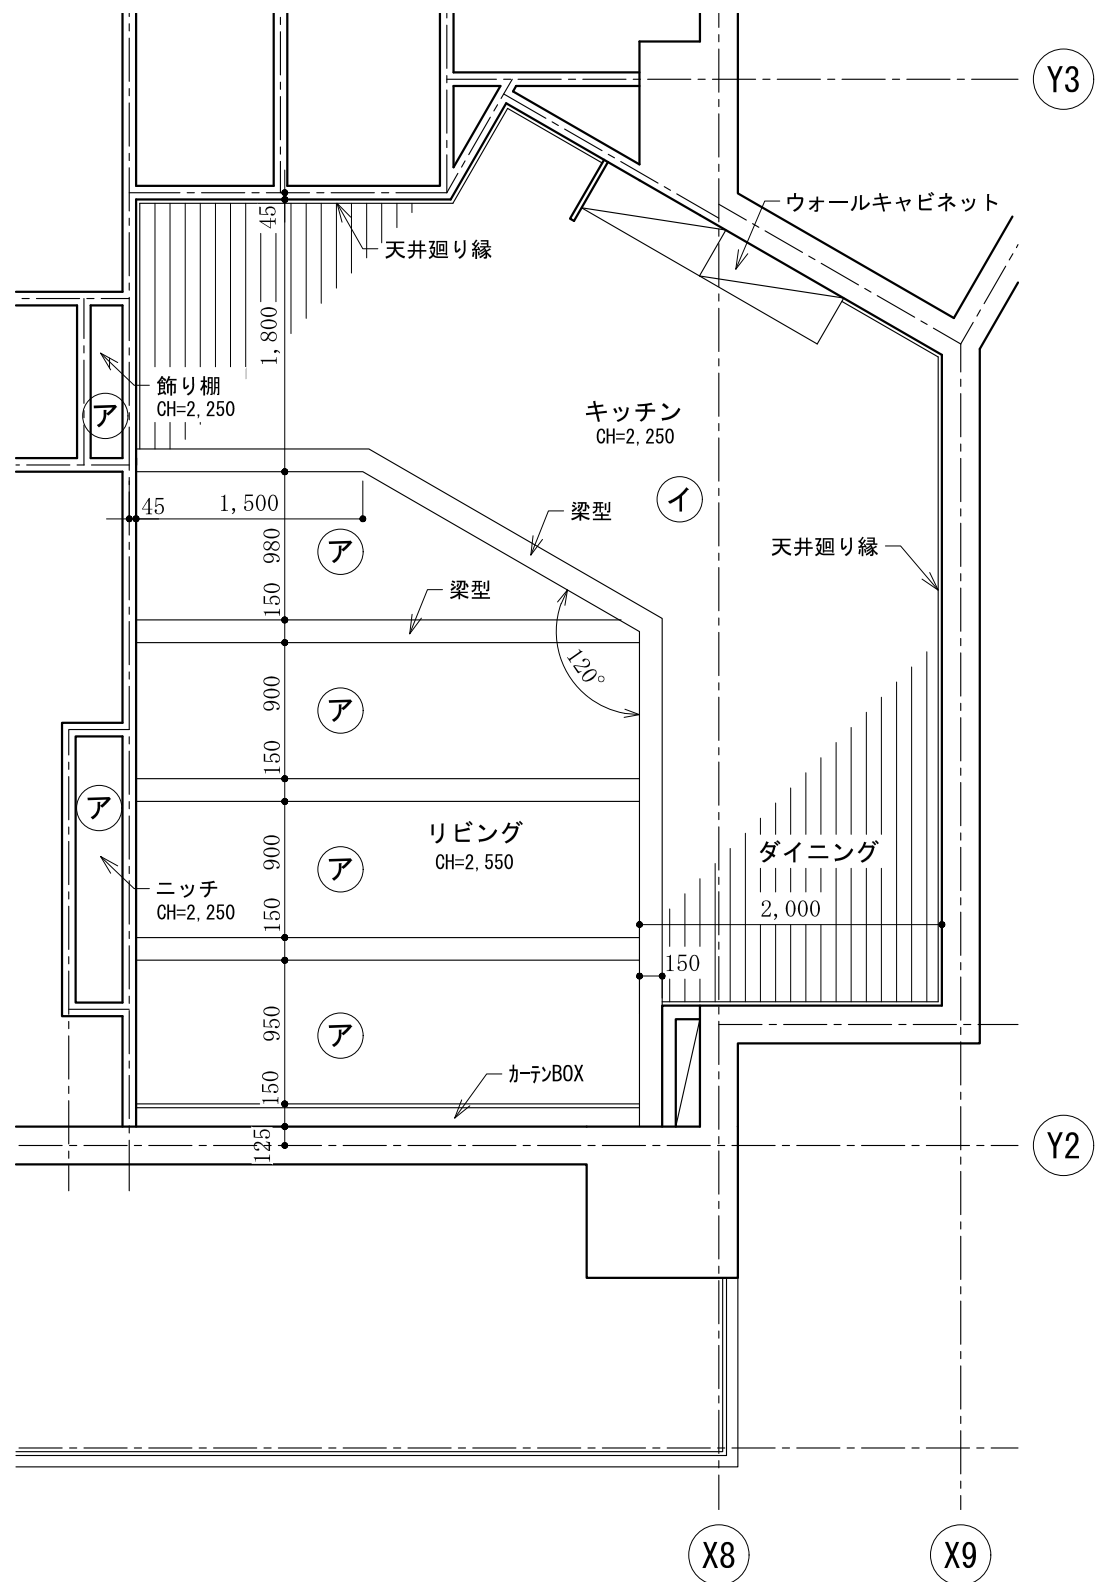 Y3
ウォールキャビネット
45
天井廻り縁
1,800
飾り棚
CH=2,250
ア
キッチン
CH=2,250
イ
45
1,500
梁型
980
ア
天井廻り縁
150
梁型
120°
900
ア
150
リビング
CH=2,550
ダイニング
ア
900
ア
ニッチ
CH=2,250
2,000
150
150
950
ア
カーテンBOX
150
125
Y2
X8
X9